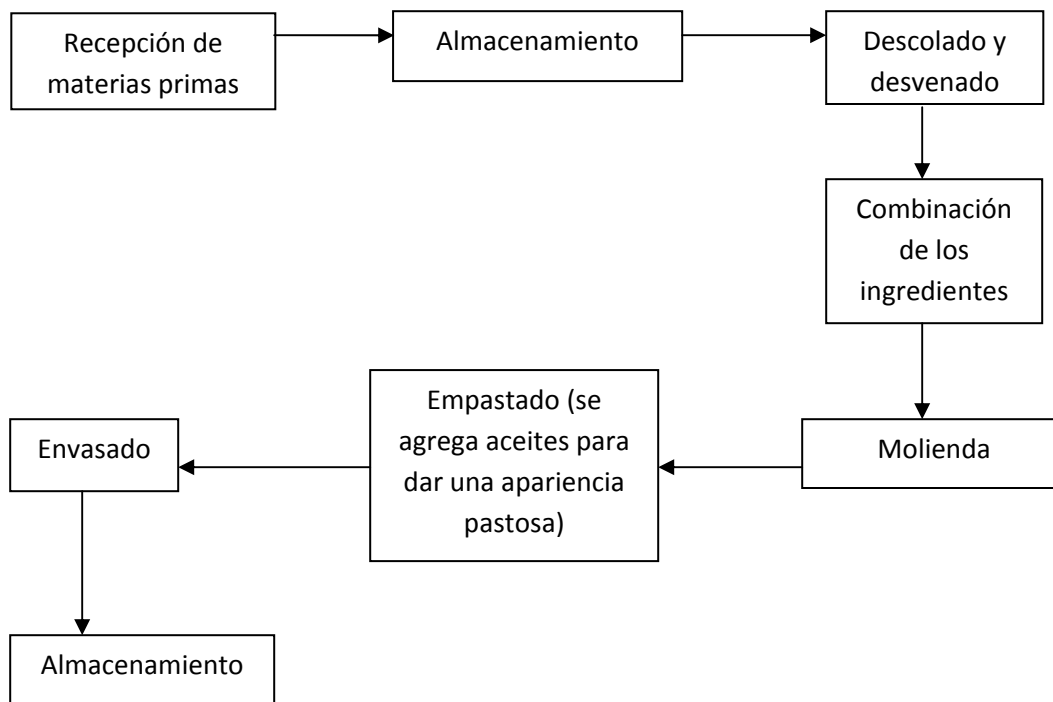 Recepción de
materias primas
Almacenamiento
Descolado y
desvenado
Combinación
de los
ingredientes
Molienda
Empastado (se
agrega aceites para
dar una apariencia
pastosa)
Envasado
Almacenamiento